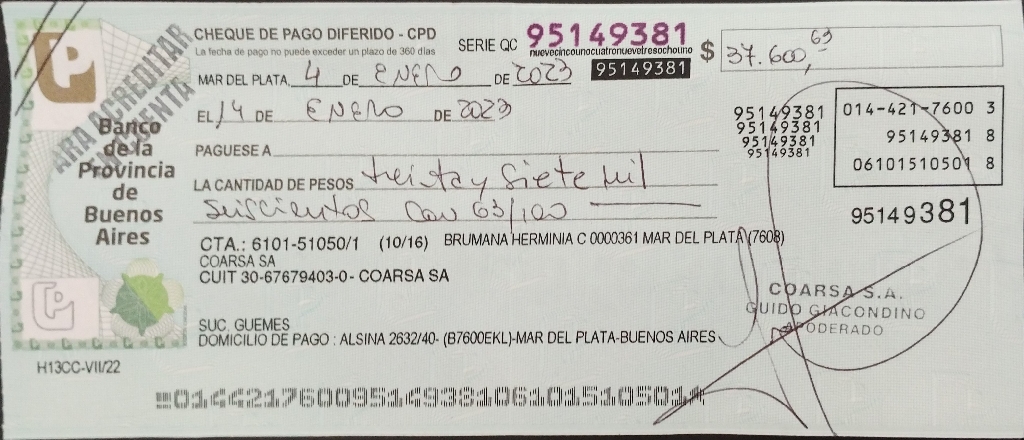 CHEQUE DE PAGO DIFERIDO - CPD
La fecha de pago no puede exceder un plazo de 360 días
SERIE QC 95149381
nuevecincounocuatronuevetresochouno
95149381
$ 37.600,63
MAR DEL PLATA, 4 DE ENERO DE 2023
EL 14 DE ENERO DE 2023
PAGUESE A
LA CANTIDAD DE PESOS treinta y siete mil
seiscientos con 63/100
PARA ACREDITAR
EN CUENTA
Banco
de la
Provincia
de
Buenos
Aires
95149381
95149381
95149381
95149381
014-421-7600 3
95149381 8
06101510501 8
95149381
CTA.: 6101-51050/1 (10/16) BRUMANA HERMINIA C 0000361 MAR DEL PLATA (7608)
COARSA SA
CUIT 30-67679403-0- COARSA SA
COARSA S.A.
GUIDO GIACONDINO
APODERADO
SUC. GUEMES
DOMICILIO DE PAGO : ALSINA 2632/40- (B7600EKL)-MAR DEL PLATA-BUENOS AIRES
H13CC-VII/22
01442176009514938106101510501